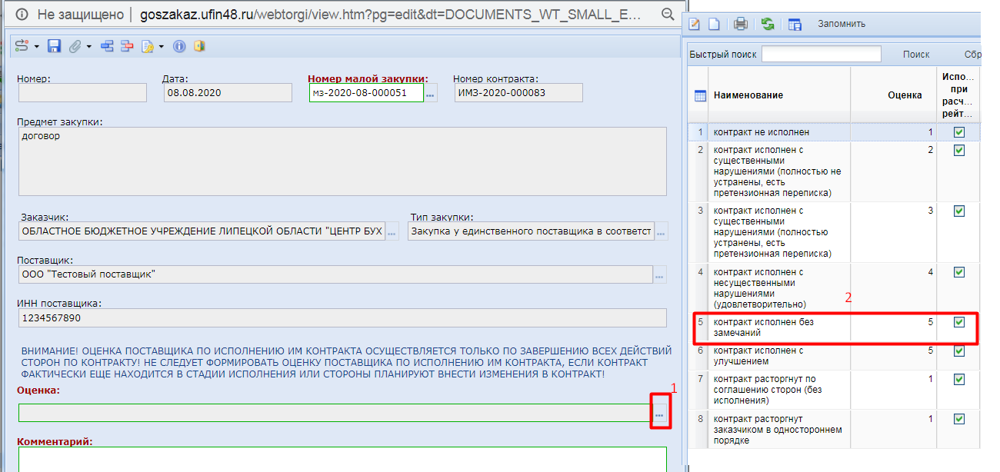 Не защищено | goszakaz.ufin48.ru/webtorgi/view.htm?pg=edit&dt=DOCUMENTS_WT_SMALL_E...
Номер: Дата: Номер малой закупки: Номер контракта:
08.08.2020 мз-2020-08-000051 ... ИМЗ-2020-000083
Предмет закупки:
договор
Заказчик: Тип закупки:
ОБЛАСТНОЕ БЮДЖЕТНОЕ УЧРЕЖДЕНИЕ ЛИПЕЦКОЙ ОБЛАСТИ "ЦЕНТР БУХ ... Закупка у единственного поставщика в соответст ...
Поставщик:
ООО "Тестовый поставщик" ...
ИНН поставщика:
1234567890
ВНИМАНИЕ! ОЦЕНКА ПОСТАВЩИКА ПО ИСПОЛНЕНИЮ ИМ КОНТРАКТА ОСУЩЕСТВЛЯЕТСЯ ТОЛЬКО ПО ЗАВЕРШЕНИЮ ВСЕХ ДЕЙСТВИЙ
СТОРОН ПО КОНТРАКТУ! НЕ СЛЕДУЕТ ФОРМИРОВАТЬ ОЦЕНКУ ПОСТАВЩИКА ПО ИСПОЛНЕНИЮ ИМ КОНТРАКТА, ЕСЛИ КОНТРАКТ
ФАКТИЧЕСКИ ЕЩЕ НАХОДИТСЯ В СТАДИИ ИСПОЛНЕНИЯ ИЛИ СТОРОНЫ ПЛАНИРУЮТ ВНЕСТИ ИЗМЕНЕНИЯ В КОНТРАКТ!
Оценка: 1
...
Комментарий:
Запомнить
Быстрый поиск Поиск Сбр
Наименование Оценка Испо...
при
расч...
рейт...
1 контракт не исполнен 1
2 контракт исполнен с 2
существенными
нарушениями (полностью не
устранены, есть
претензионная переписка)
3 контракт исполнен с 3
существенными
нарушениями (полностью
устранены, есть
претензионная переписка)
4 контракт исполнен с 4
несущественными
нарушениями
(удовлетворительно)
2
5 контракт исполнен без 5
замечаний
6 контракт исполнен с 5
улучшением
7 контракт расторгнут по 1
соглашению сторон (без
исполнения)
8 контракт расторгнут 1
заказчиком в одностороннем
порядке